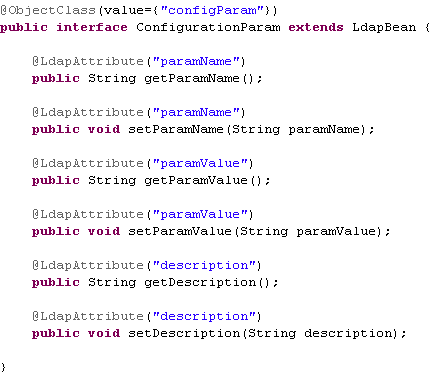 @ObjectClass(value={"configParam"})
public interface ConfigurationParam extends LdapBean {
@LdapAttribute("paramName")
public String getParamName();
@LdapAttribute("paramName")
public void setParamName(String paramName);
@LdapAttribute("paramValue")
public String getParamValue();
@LdapAttribute("paramValue")
public void setParamValue(String paramValue);
@LdapAttribute("description")
public String getDescription();
@LdapAttribute("description")
public void setDescription(String description);
}